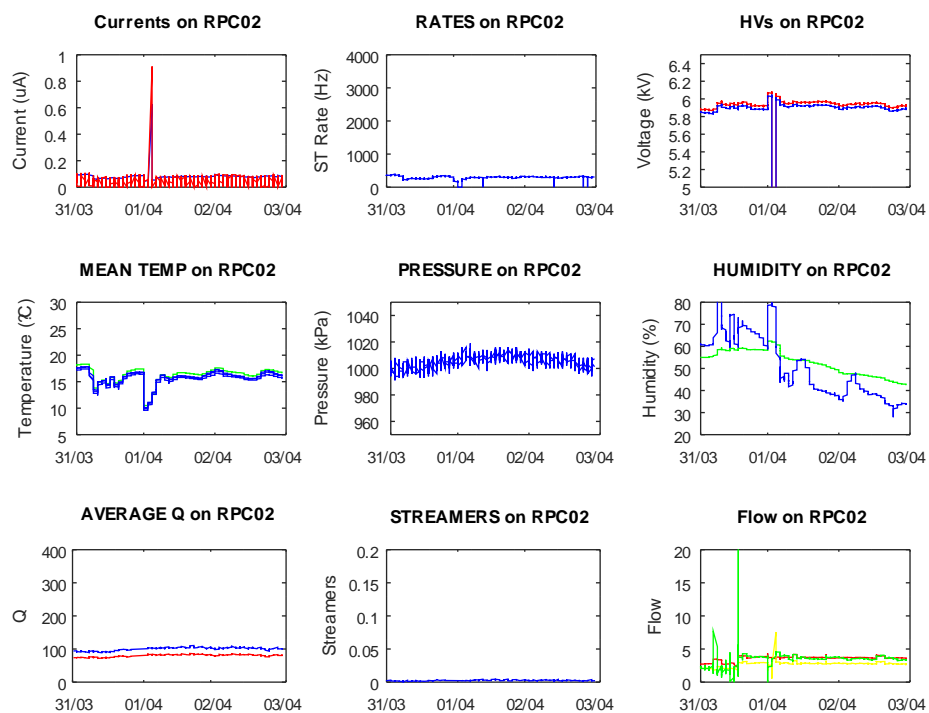 Currents on RPC02
RATES on RPC02
HVs on RPC02
Current (uA)
1
0.8
0.6
0.4
0.2
0
31/03 01/04 02/04 03/04
ST Rate (Hz)
4000
3000
2000
1000
0
31/03 01/04 02/04 03/04
Voltage (kV)
6.4
6.2
6
5.8
5.6
5.4
5.2
5
31/03 01/04 02/04 03/04
MEAN TEMP on RPC02
PRESSURE on RPC02
HUMIDITY on RPC02
Temperature (?C)
30
25
20
15
10
5
31/03 01/04 02/04 03/04
Pressure (kPa)
1040
1020
1000
980
960
31/03 01/04 02/04 03/04
Humidity (%)
80
70
60
50
40
30
20
31/03 01/04 02/04 03/04
AVERAGE Q on RPC02
STREAMERS on RPC02
Flow on RPC02
Q
400
300
200
100
0
31/03 01/04 02/04 03/04
Streamers
0.2
0.15
0.1
0.05
0
31/03 01/04 02/04 03/04
Flow
20
15
10
5
0
31/03 01/04 02/04 03/04